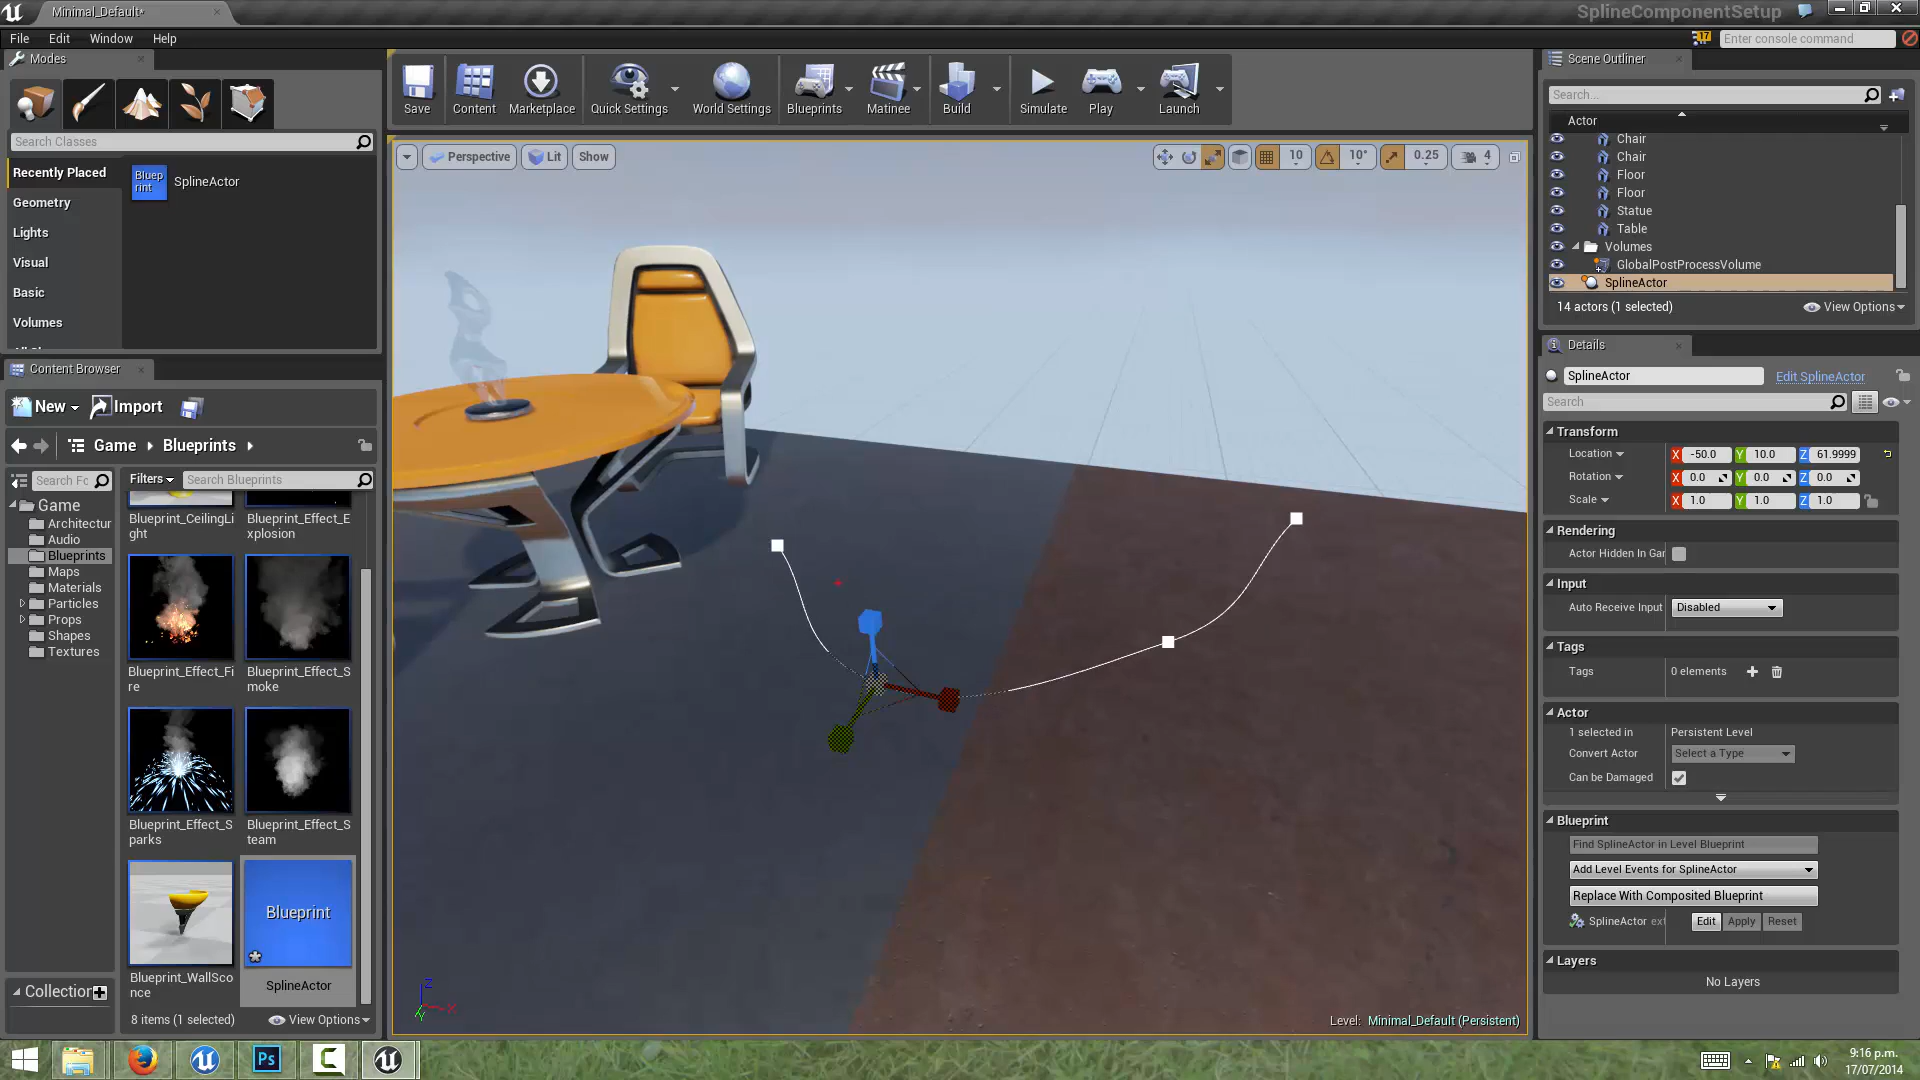 Minimal_Default*
SplineComponentSetup
File Edit Window Help
17
Enter console command
Modes
Search Classes
Recently Placed
Geometry
Lights
Visual
Basic
Volumes
Blueprint
SplineActor
Save
Content
Marketplace
Quick Settings
World Settings
Blueprints
Matinee
Build
Simulate
Play
Launch
Perspective
Lit
Show
10
10°
0.25
4
Content Browser
New
Import
Game
Blueprints
Search Fc
Filters
Search Blueprints
Game
Architectur
Audio
Blueprints
Maps
Materials
Particles
Props
Shapes
Textures
Collection
Blueprint_CeilingLi
ght
Blueprint_Effect_E
xplosion
Blueprint_Effect_Fi
re
Blueprint_Effect_S
moke
Blueprint_Effect_S
parks
Blueprint_Effect_S
team
Blueprint_WallSco
nce
Blueprint
SplineActor
8 items (1 selected)
View Options
Z
X
Y
Level: Minimal_Default (Persistent)
Scene Outliner
Search...
Actor
Chair
Chair
Floor
Floor
Statue
Table
Volumes
GlobalPostProcessVolume
SplineActor
14 actors (1 selected)
View Options
Details
SplineActor
Edit SplineActor
Search
Transform
Location X -50.0 Y 10.0 Z 61.9999
Rotation X 0.0 Y 0.0 Z 0.0
Scale X 1.0 Y 1.0 Z 1.0
Rendering
Actor Hidden In Gar
Input
Auto Receive Input Disabled
Tags
Tags 0 elements
Actor
1 selected in Persistent Level
Convert Actor Select a Type
Can be Damaged
Blueprint
Find SplineActor in Level Blueprint
Add Level Events for SplineActor
Replace With Composited Blueprint
SplineActor ext Edit Apply Reset
Layers
No Layers
Ps
C
9:16 p.m.
17/07/2014